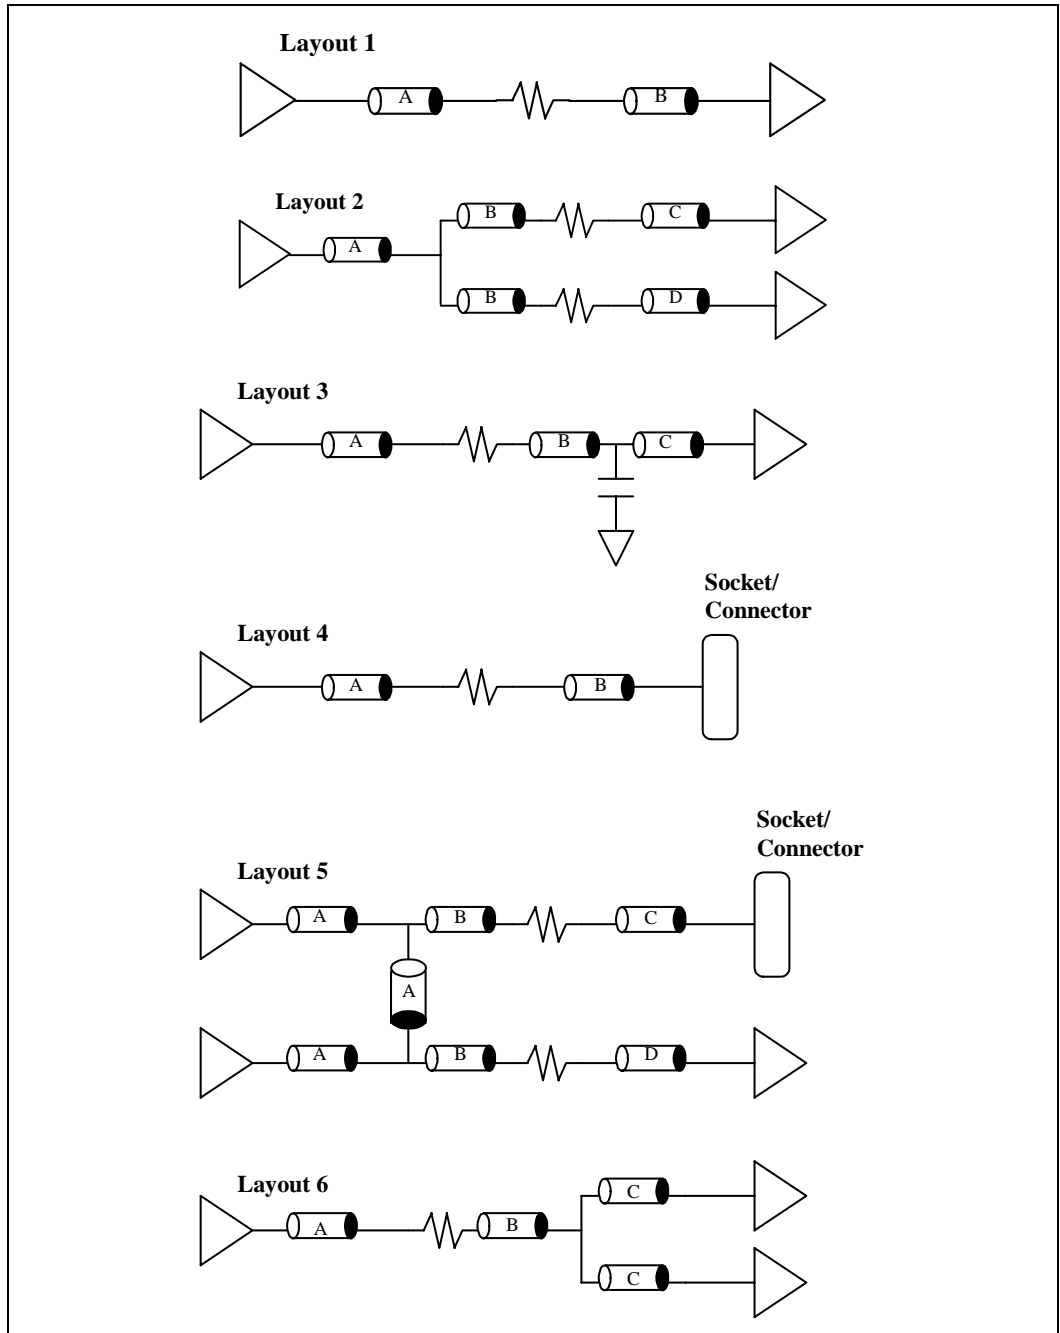 Layout 1
A B
Layout 2
B C
A
B D
Layout 3
A B C
Socket/
Connector
Layout 4
A B
Socket/
Connector
Layout 5
A B C
A
A B D
Layout 6
C
A B
C